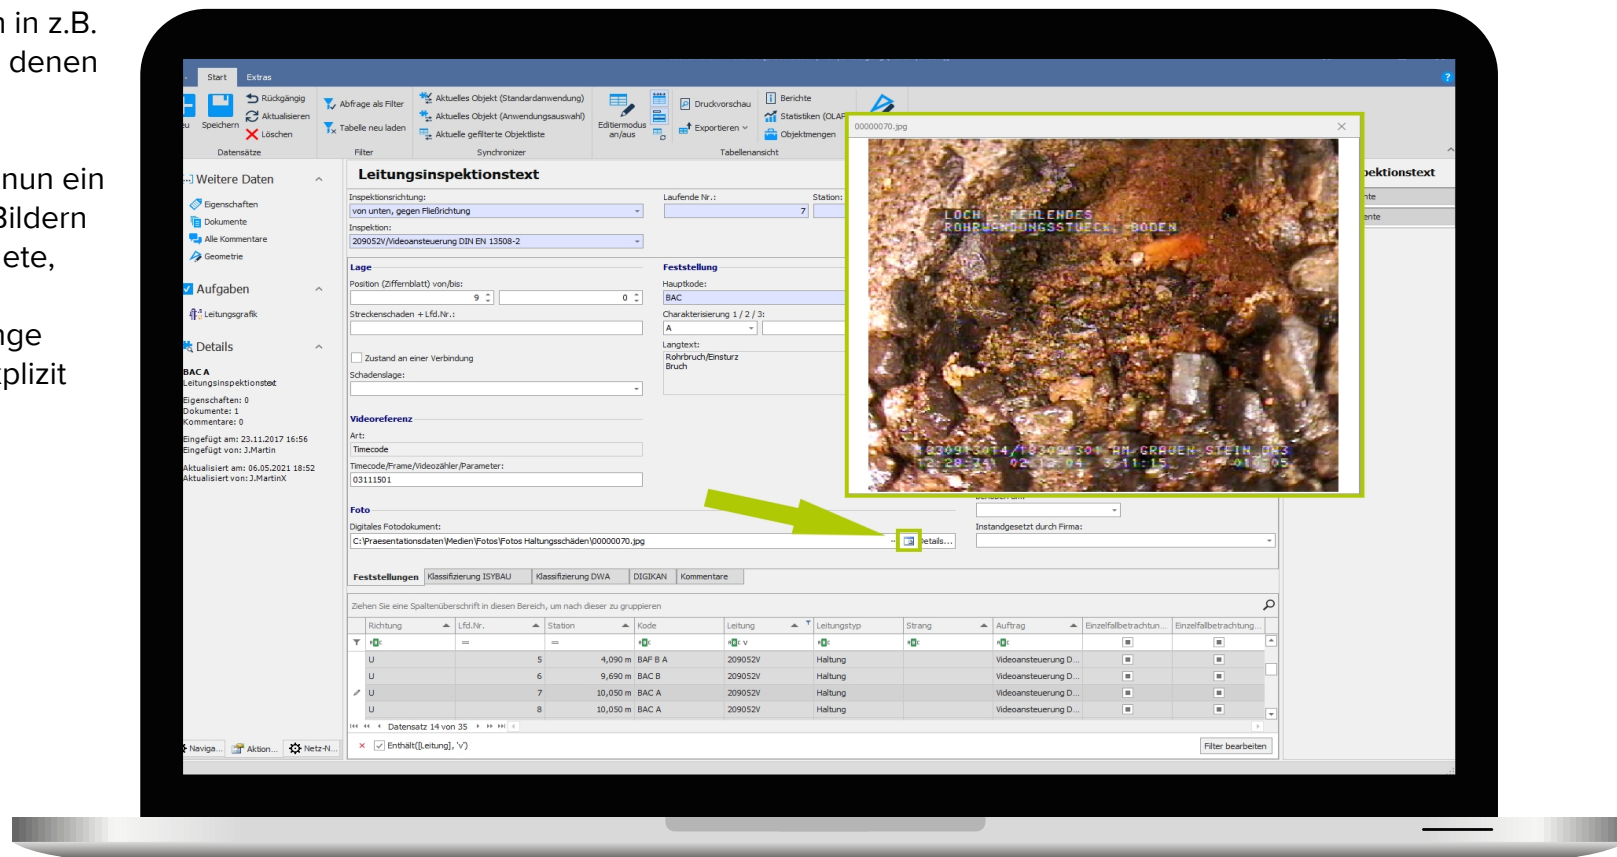 in z.B.
denen
nun ein
Bildern
ete,
nge
xplizit
Start Extras
Speichern
Rückgängig
Aktualisieren
Löschen
Datensätze
Abfrage als Filter
Tabelle neu laden
Filter
Aktuelles Objekt (Standardanwendung)
Aktuelles Objekt (Anwendungsauswahl)
Aktuelle gefilterte Objektliste
Synchronizer
Editiermodus
an/aus
Druckvorschau
Exportieren
Berichte
Statistiken (OLAP
Objektmengen
Tabellenansicht
Weitere Daten
Eigenschaften
Dokumente
Alle Kommentare
Geometrie
Aufgaben
Leitungsgrafik
Details
BAC A
Leitungsinspektionstext
Eigenschaften: 0
Dokumente: 1
Kommentare: 0
Eingefügt am: 23.11.2017 16:56
Eingefügt von: J.Martin
Aktualisiert am: 06.05.2021 18:52
Aktualisiert von: J.MartinX
Naviga... Aktion... Netz-N...
Leitungsinspektionstext
Inspektionsrichtung:
von unten, gegen Fließrichtung
Laufende Nr.: Station:
7
Inspektion:
209052V/Videoansteuerung DIN EN 13508-2
Lage
Position (Ziffernblatt) von/bis:
9 0
Streckenschaden + Lfd.Nr.:
Zustand an einer Verbindung
Schadenslage:
Feststellung
Hauptkode:
BAC
Charakterisierung 1 / 2 / 3:
A
Langtext:
Rohrbruch/Einsturz
Bruch
Videoreferenz
Art:
Timecode
Timecode/Frame/Videozähler/Parameter:
03111501
Foto
Digitales Fotodokument:
C:\Praesentationsdaten\Medien\Fotos\Fotos Haltungsschäden\00000070.jpg
Details...
Instandgesetzt durch Firma:
00000070.jpg
LOCH - FEHLENDES
ROHRWANDUNGSSTUECK, BODEN
pektionstext
nte
ente
Feststellungen Klassifizierung ISYBAU Klassifizierung DWA DIGIKAN Kommentare
Ziehen Sie eine Spaltenüberschrift in diesen Bereich, um nach dieser zu gruppieren
Richtung Lfd.Nr. Station Kode Leitung Leitungstyp Strang Auftrag Einzelfallbetrachtun... Einzelfallbetrachtung...
= = v
U 5 4,090 m BAF B A 209052V Haltung Videoansteuerung D...
U 6 9,690 m BAC B 209052V Haltung Videoansteuerung D...
U 7 10,050 m BAC A 209052V Haltung Videoansteuerung D...
U 8 10,050 m BAC A 209052V Haltung Videoansteuerung D...
Datensatz 14 von 35
Enthält([Leitung], 'v')
Filter bearbeiten